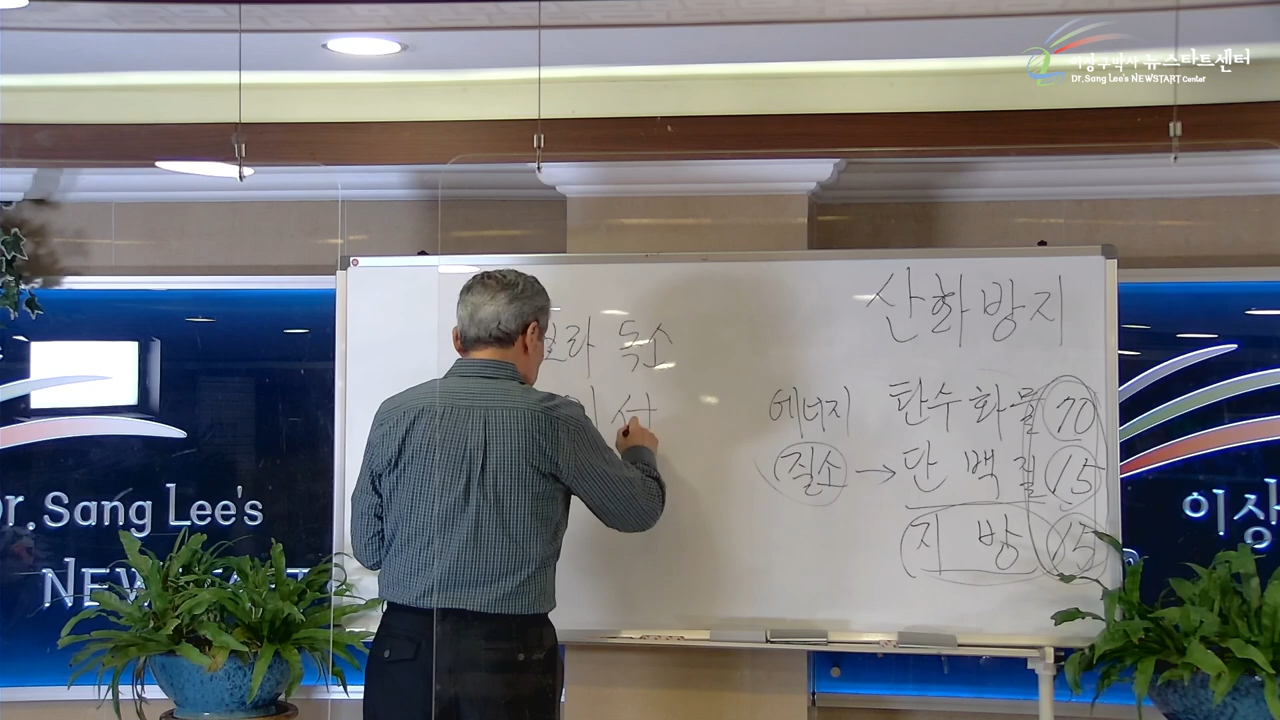 이상구박사 뉴스타트센터
Dr. Sang Lee's NEWSTART Center
산화방지
독소
에너지 탄수화물 70
질소 → 단백질 15
지방 15
Dr. Sang Lee's
이상